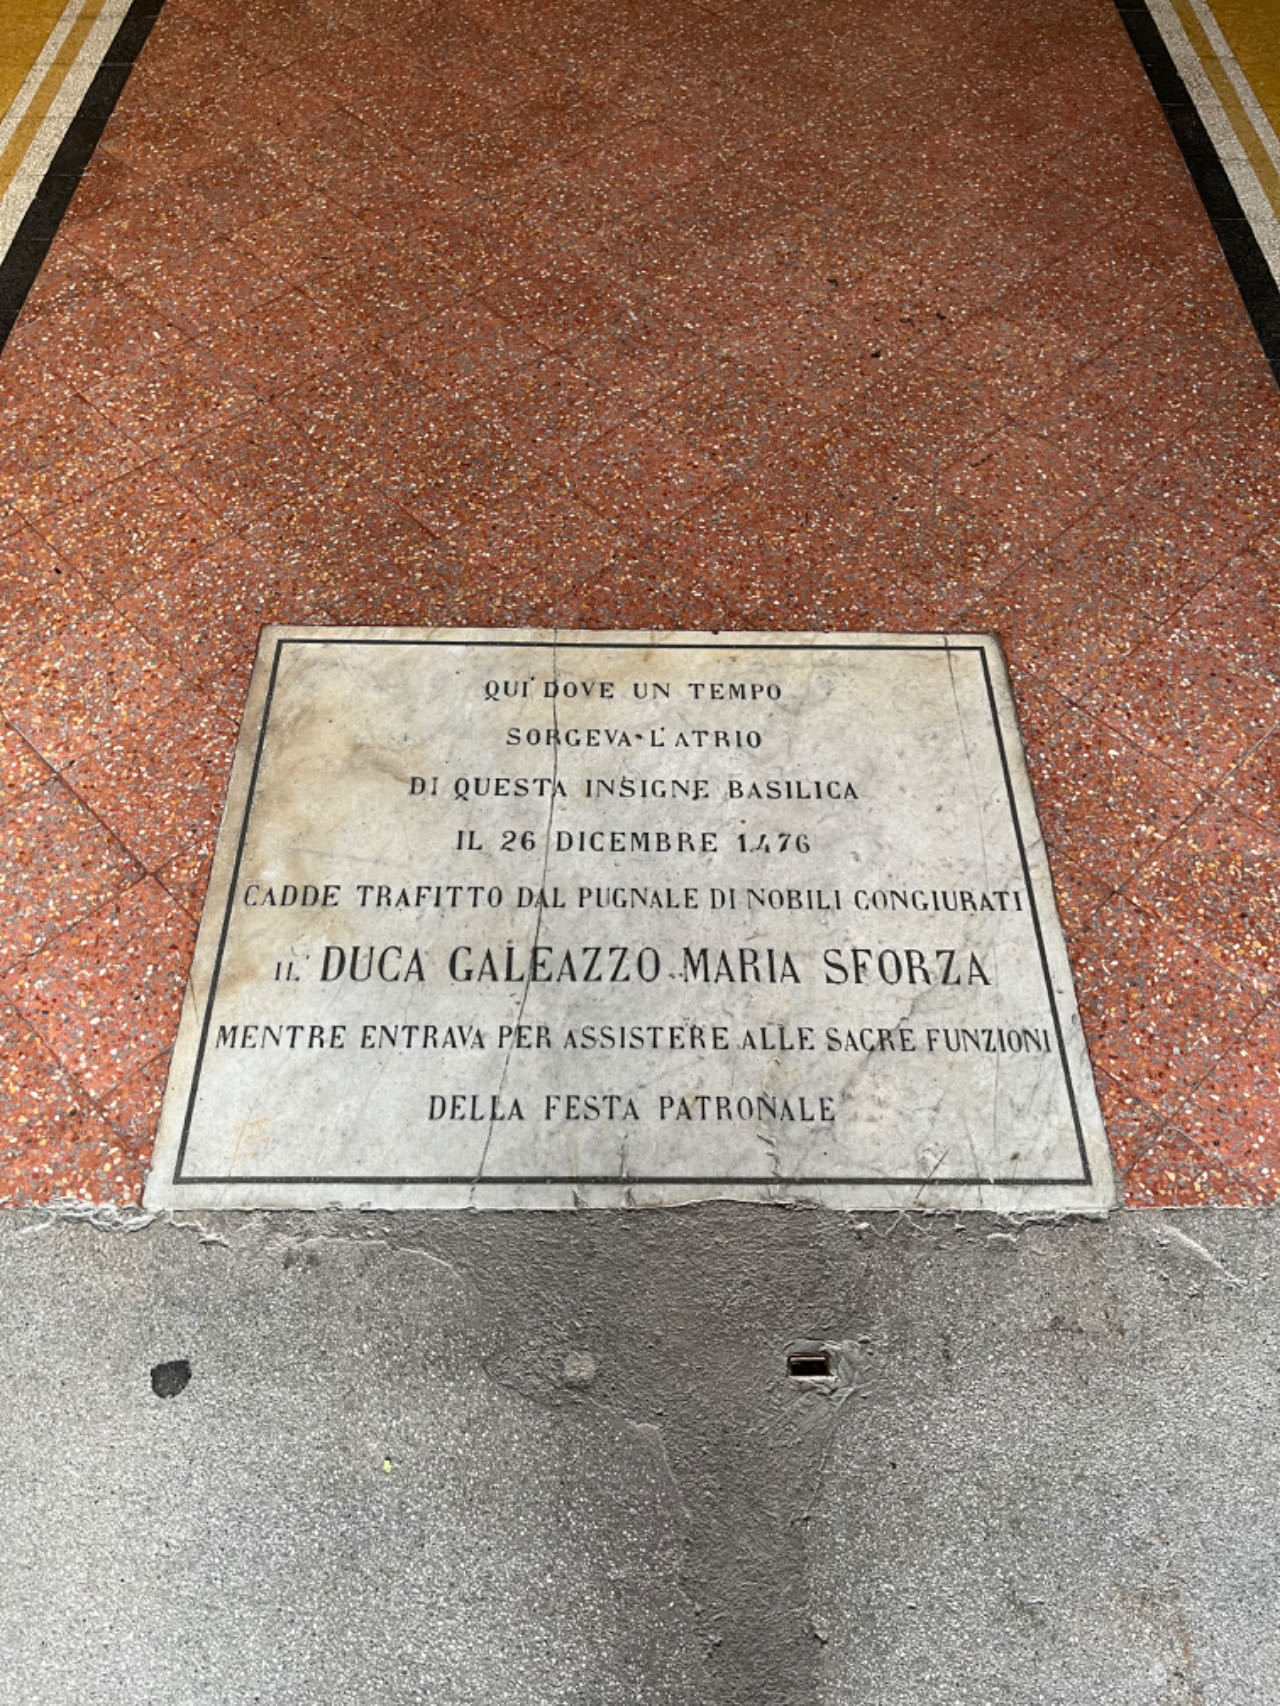 QUI DOVE UN TEMPO
SORGEVA L'ATRIO
DI QUESTA INSIGNE BASILICA
IL 26 DICEMBRE 1476
CADDE TRAFITTO DAL PUGNALE DI NOBILI CONGIURATI
IL DUCA GALEAZZO MARIA SFORZA
MENTRE ENTRAVA PER ASSISTERE ALLE SACRE FUNZIONI
DELLA FESTA PATRONALE